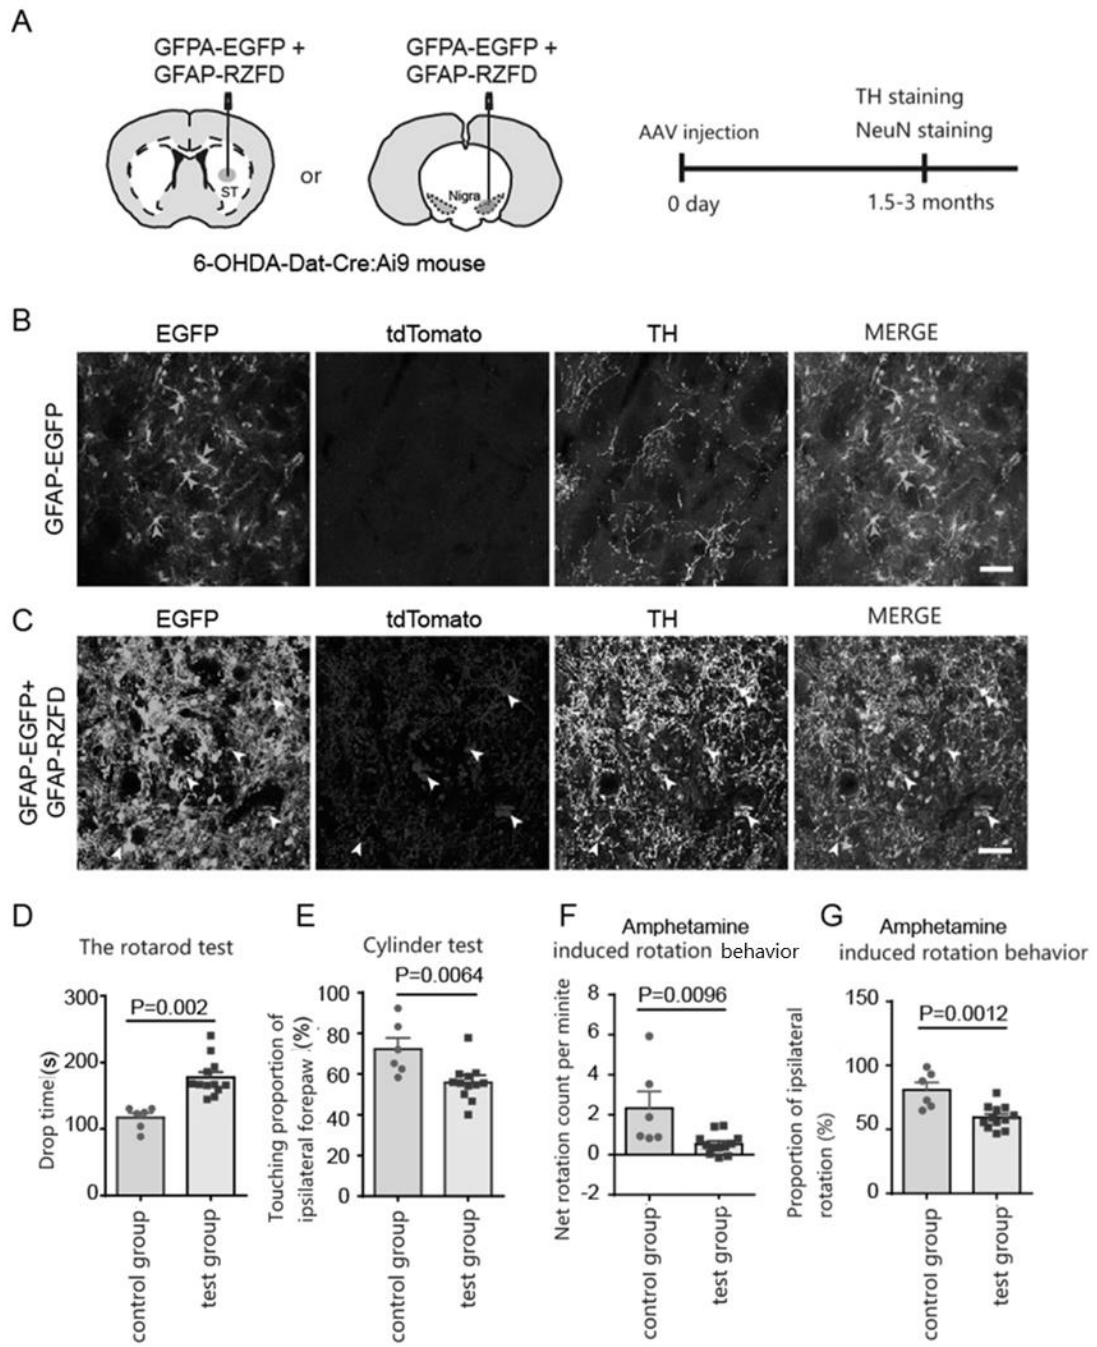 A
GFPA-EGFP +
GFAP-RZFD
GFPA-EGFP +
GFAP-RZFD
ST
or
Nigra
6-OHDA-Dat-Cre:Ai9 mouse
TH staining
AAV injection
NeuN staining
0 day
1.5-3 months
B
EGFP
tdTomato
TH
MERGE
GFAP-EGFP
C
EGFP
tdTomato
TH
MERGE
GFAP-EGFP+
GFAP-RZFD
D
The rotarod test
P=0.002
Drop time (s)
300
200
100
0
control group
test group
E
Cylinder test
P=0.0064
Touching proportion of
ipsilateral forepaw .(%)
100
80
60
40
20
0
control group
test group
F
Amphetamine
induced rotation behavior
P=0.0096
Net rotation count per minite
8
6
4
2
0
-2
control group
test group
G
Amphetamine
induced rotation behavior
P=0.0012
Proportion of ipsilateral
rotation (%)
150
100
50
0
control group
test group